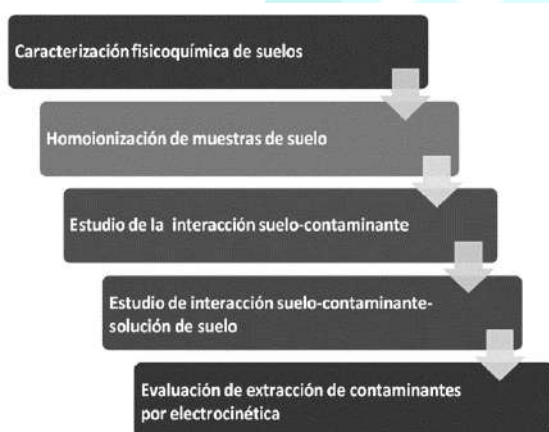 Caracterización fisicoquímica de suelos
Homoionización de muestras de suelo
Estudio de la interacción suelo-contaminante
Estudio de interacción suelo-contaminante-
solución de suelo
Evaluación de extracción de contaminantes
por electrocinética